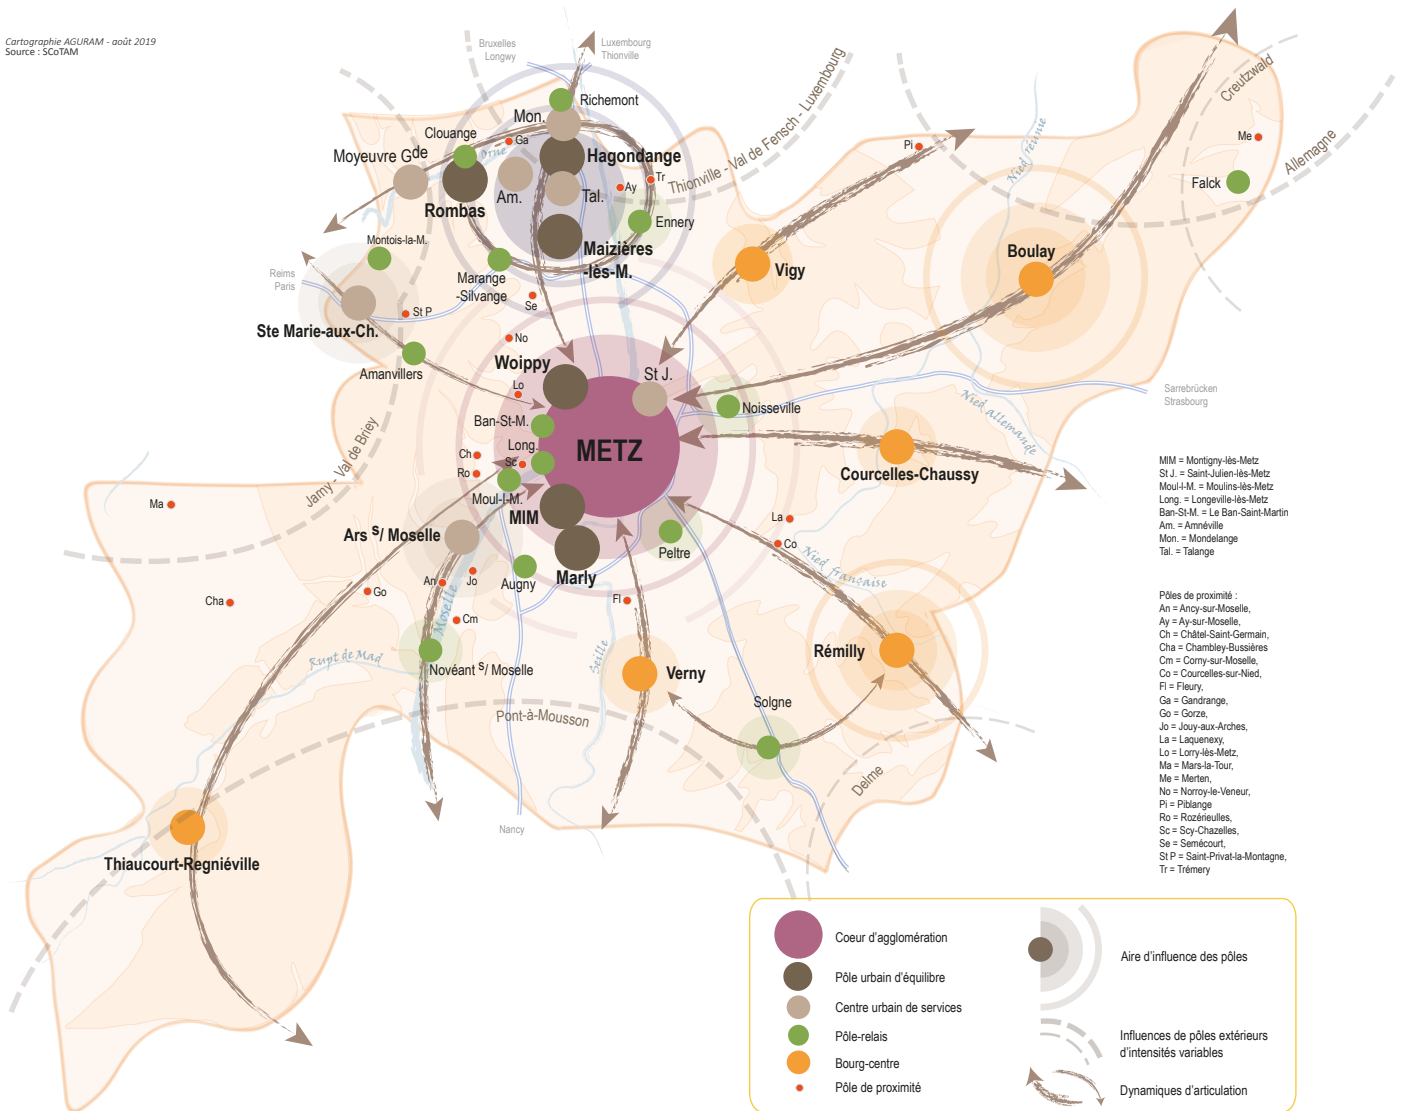 Cartographie AGURAM - août 2019
Source : SCoTAM
Bruxelles
Longwy
Luxembourg
Thionville
Thionville - Val de Fensch - Luxembourg
Creutzwald
Allemagne
Richemont
Mon.
Clouange
Ga
Orne
Moyeuvre Gde
Hagondange
Am.
Tal.
Ay
Tr
Rombas
Ennery
Maizières
-lès-M.
Montois-la-M.
Marange
-Silvange
Se
Reims
Paris
St P
Ste Marie-aux-Ch.
Amanvillers
No
Pi
Me
Falck
Nied réunie
Boulay
Vigy
Woippy
St J.
Lo
Ban-St-M.
Noisseville
Nied allemande
Sarrebrücken
Strasbourg
Jarny - Val de Briey
Long.
METZ
Ch
Sc
Ro
Moul-l-M.
Courcelles-Chaussy
Ma
MIM
Ars s/ Moselle
Marly
Peltre
La
Co
Nied française
An
Jo
Augny
Go
Cha
Fl
Cm
Moselle
Seille
Rupt de Mad
Novéant s/ Moselle
Verny
Rémilly
Solgne
Pont-à-Mousson
Delme
Nancy
Thiaucourt-Regniéville
MIM = Montigny-lès-Metz
St J. = Saint-Julien-lès-Metz
Moul-l-M. = Moulins-lès-Metz
Long. = Longeville-lès-Metz
Ban-St-M. = Le Ban-Saint-Martin
Am. = Amnéville
Mon. = Mondelange
Tal. = Talange
Pôles de proximité :
An = Ancy-sur-Moselle,
Ay = Ay-sur-Moselle,
Ch = Châtel-Saint-Germain,
Cha = Chambley-Bussières
Cm = Corny-sur-Moselle,
Co = Courcelles-sur-Nied,
Fl = Fleury,
Ga = Gandrange,
Go = Gorze,
Jo = Jouy-aux-Arches,
La = Laquenexy,
Lo = Lorry-lès-Metz,
Ma = Mars-la-Tour,
Me = Merten,
No = Norroy-le-Veneur,
Pi = Piblange
Ro = Rozérieulles,
Sc = Scy-Chazelles,
Se = Semécourt,
St P = Saint-Privat-la-Montagne,
Tr = Trémery
Coeur d'agglomération
Pôle urbain d'équilibre
Centre urbain de services
Pôle-relais
Bourg-centre
Pôle de proximité
Aire d'influence des pôles
Influences de pôles extérieurs
d'intensités variables
Dynamiques d'articulation